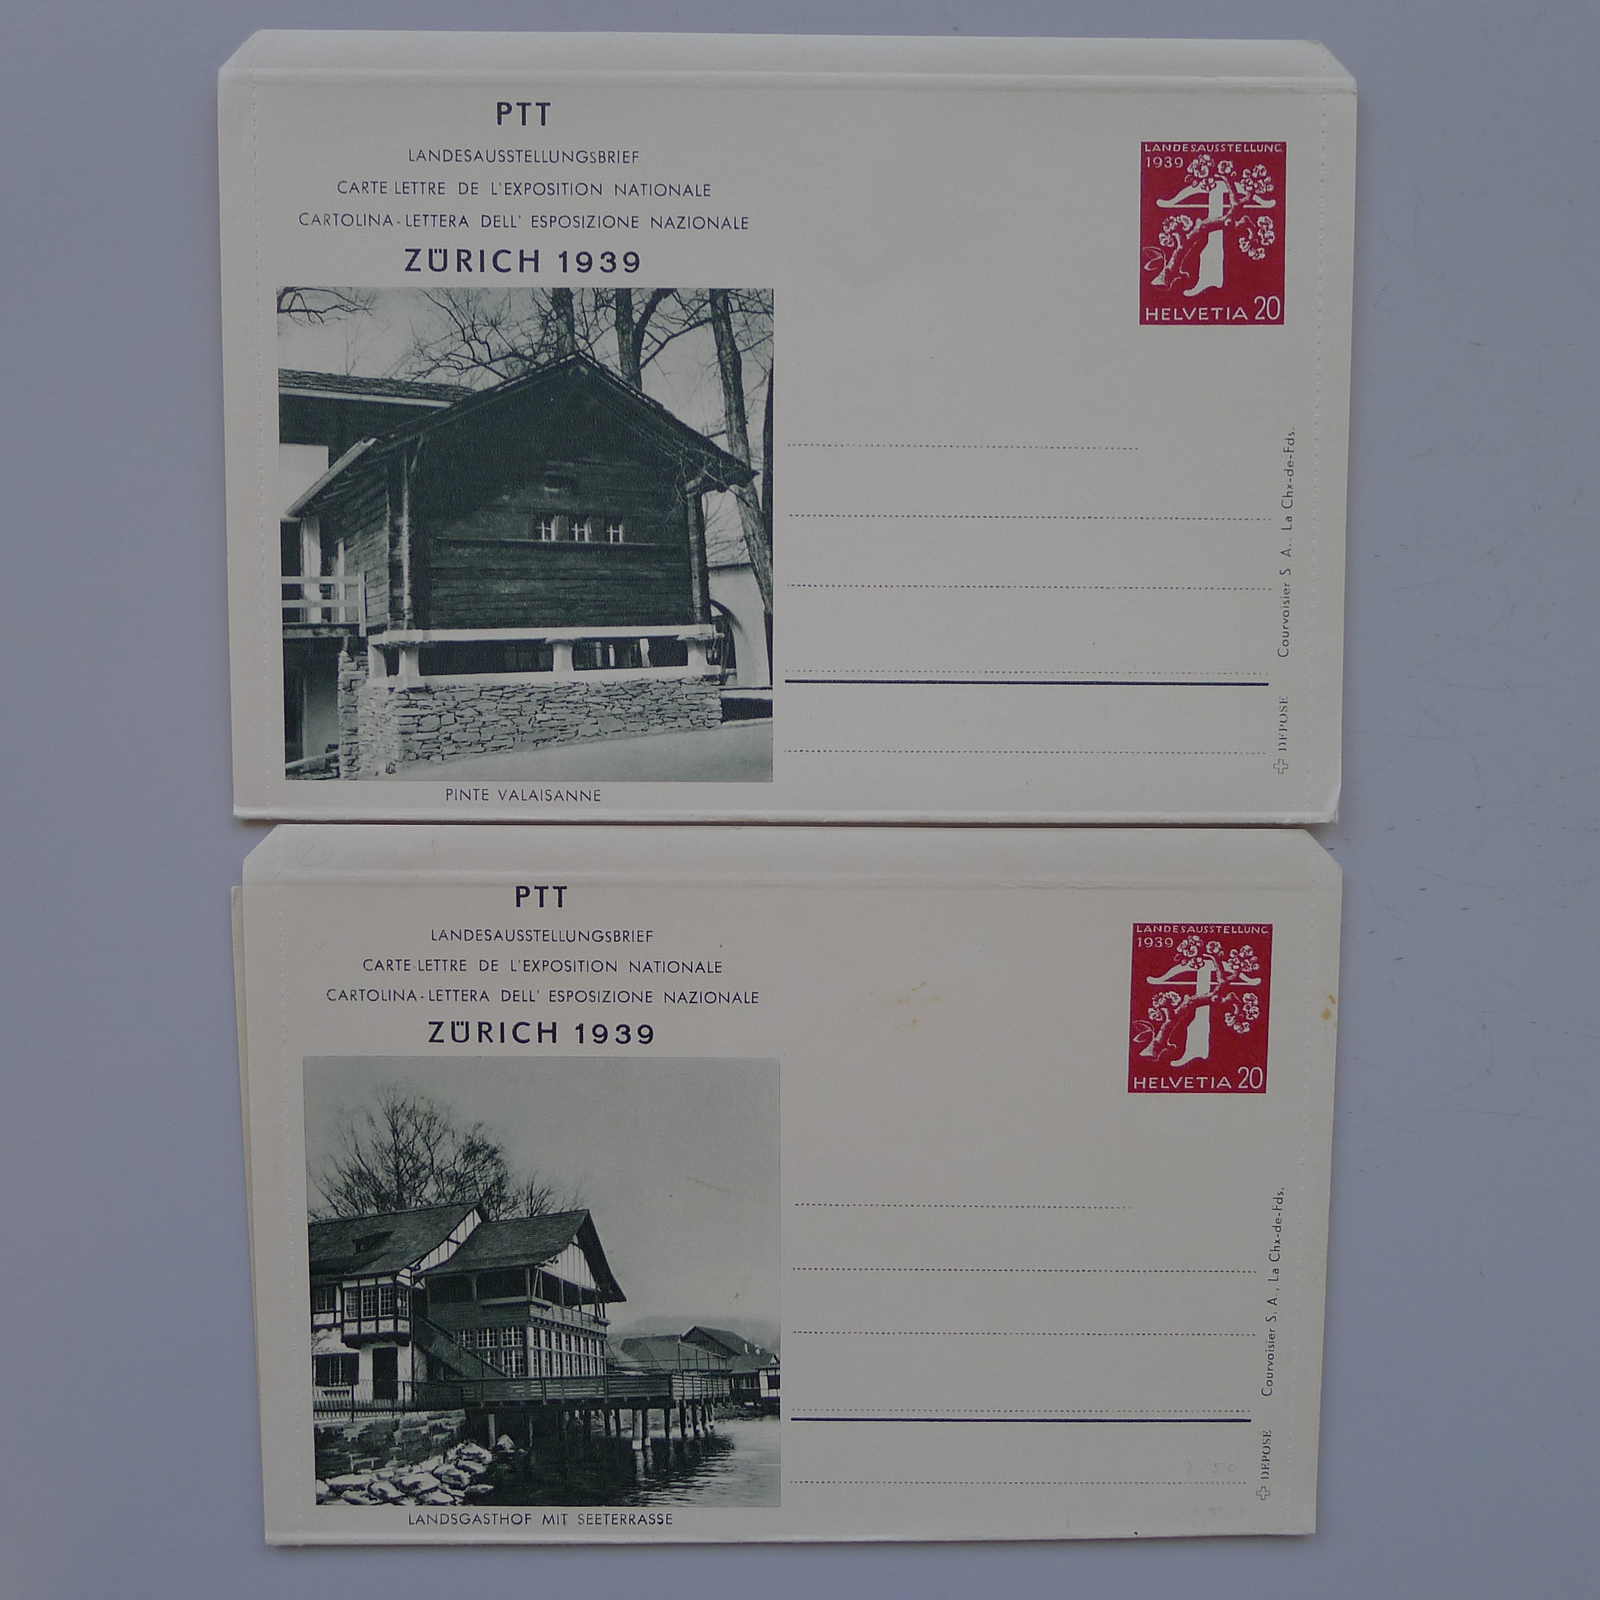 PTT
LANDESAUSSTELLUNGSBRIEF
CARTE LETTRE DE L'EXPOSITION NATIONALE
CARTOLINA-LETTERA DELL' ESPOSIZIONE NAZIONALE
ZÜRICH 1939
LANDESAUSSTELLUNG
1939
HELVETIA 20
PINTE VALAISANNE
Courvoisier S. A., La Chx-de-Fds.
DEPOSE
PTT
LANDESAUSSTELLUNGSBRIEF
CARTE-LETTRE DE L'EXPOSITION NATIONALE
CARTOLINA-LETTERA DELL' ESPOSIZIONE NAZIONALE
ZÜRICH 1939
LANDESAUSSTELLUNG
1939
HELVETIA 20
LANDSGASTHOF MIT SEETERRASSE
Courvoisier S. A., La Chx-de-Fds.
DEPOSE